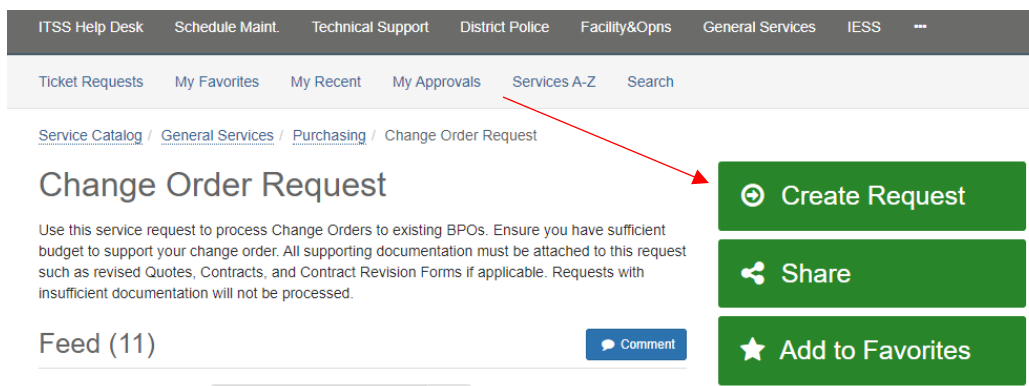 ITSS Help Desk Schedule Maint. Technical Support District Police Facility&Opns General Services IESS ···
Ticket Requests My Favorites My Recent My Approvals Services A-Z Search
Service Catalog / General Services / Purchasing / Change Order Request
Change Order Request
Use this service request to process Change Orders to existing BPOs. Ensure you have sufficient
budget to support your change order. All supporting documentation must be attached to this request
such as revised Quotes, Contracts, and Contract Revision Forms if applicable. Requests with
insufficient documentation will not be processed.
Feed (11)
Comment
Create Request
Share
Add to Favorites